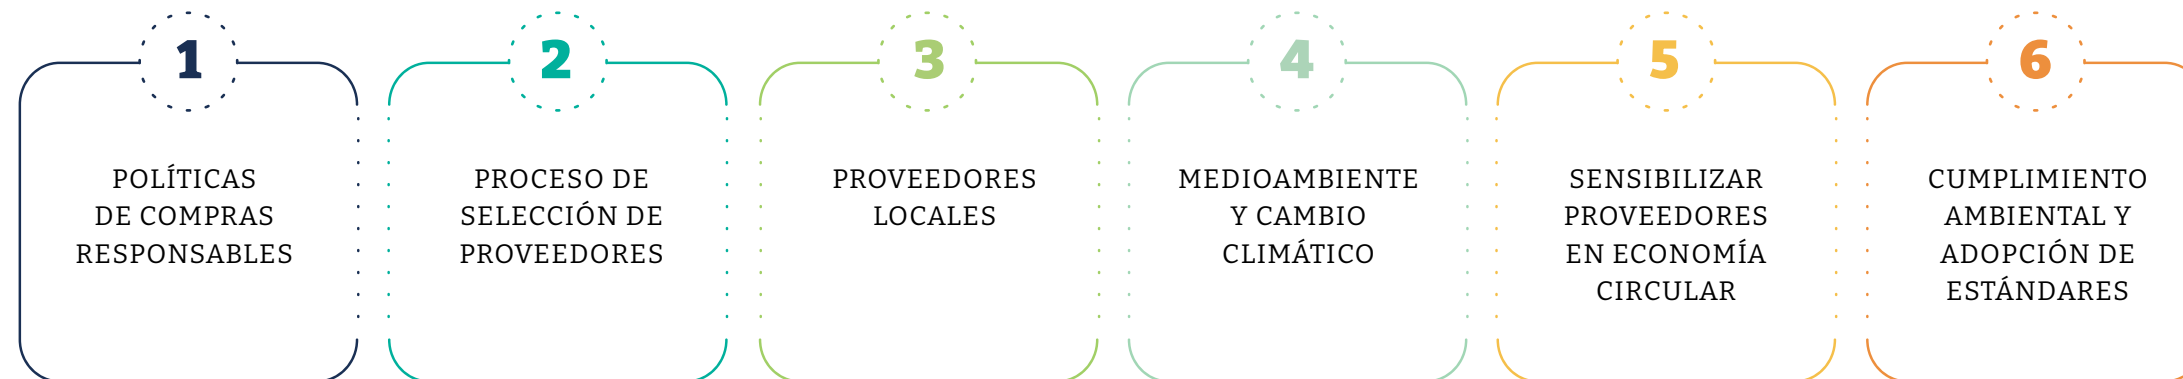 1
POLÍTICAS
DE COMPRAS
RESPONSABLES
2
PROCESO DE
SELECCIÓN DE
PROVEEDORES
3
PROVEEDORES
LOCALES
4
MEDIOAMBIENTE
Y CAMBIO
CLIMÁTICO
5
SENSIBILIZAR
PROVEEDORES
EN ECONOMÍA
CIRCULAR
6
CUMPLIMIENTO
AMBIENTAL Y
ADOPCIÓN DE
ESTÁNDARES